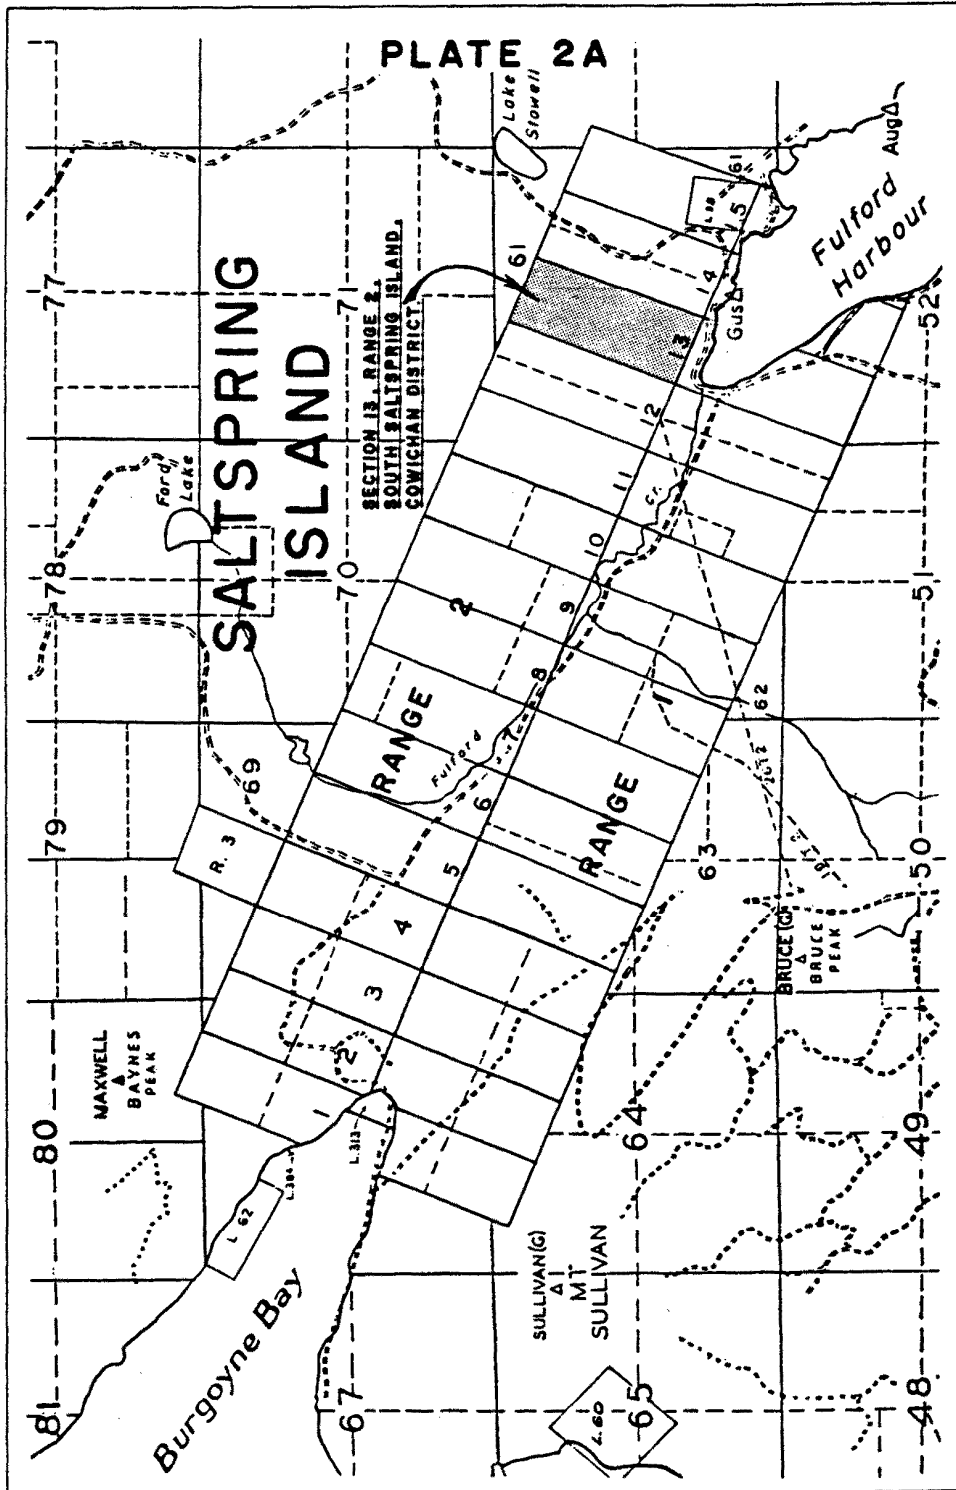 PLATE 2A
SALTSPRING
ISLAND
SECTION 13, RANGE 2,
SOUTH SALTSPRING ISLAND,
COWICHAN DISTRICT.
Lake
Stowell
Ford
Lake
Fulford
Harbour
Aug Δ
Gus Δ
77
78
79
80
81
71
70
69
67
61
61
62
63
64
65
52
51
50
49
48
R. 3
RANGE 2
RANGE 1
1
2
3
4
5
6
7
8
9
10
11
12
13
14
15
Fulford
Cr.
MAXWELL
Δ
BAYNES
PEAK
L 62
L.304
L.313
Burgoyne Bay
BRUCE (G)
Δ
BRUCE
PEAK
SULLIVAN (G)
Δ
MT
SULLIVAN
L.60